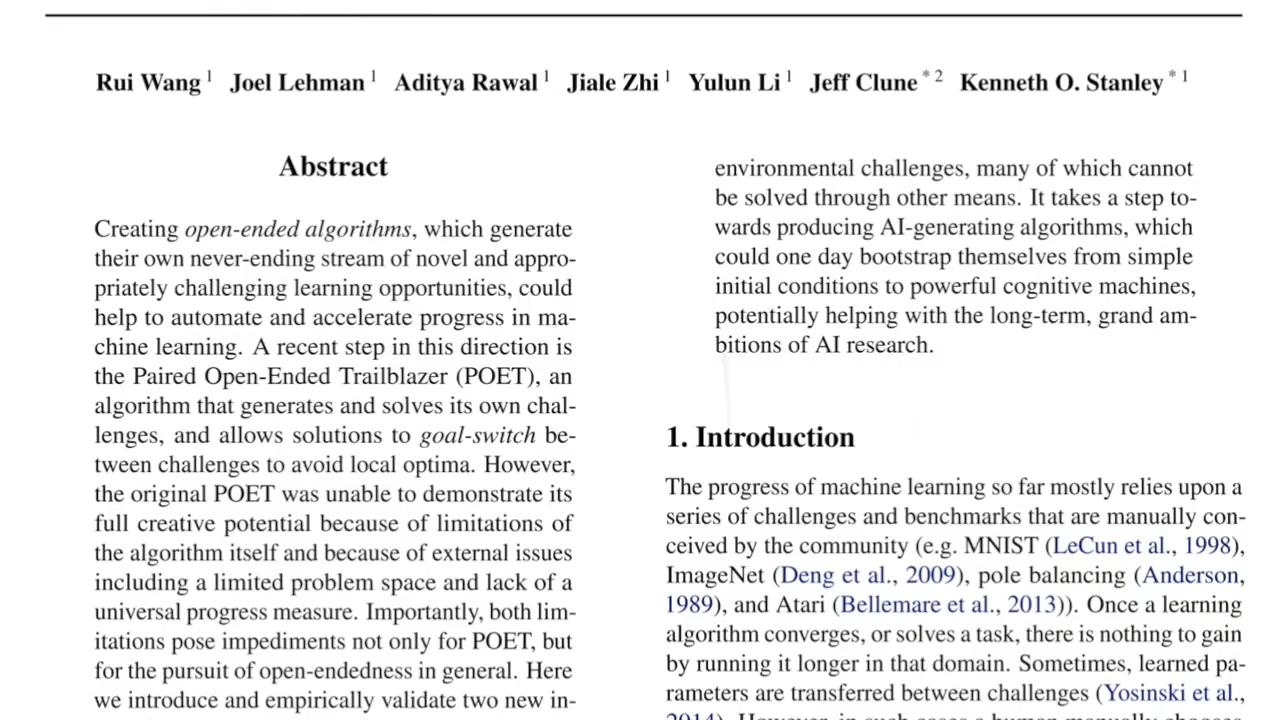 Rui Wang 1 Joel Lehman 1 Aditya Rawal 1 Jiale Zhi 1 Yulun Li 1 Jeff Clune * 2 Kenneth O. Stanley * 1
Abstract
Creating open-ended algorithms, which generate
their own never-ending stream of novel and appro-
priately challenging learning opportunities, could
help to automate and accelerate progress in ma-
chine learning. A recent step in this direction is
the Paired Open-Ended Trailblazer (POET), an
algorithm that generates and solves its own chal-
lenges, and allows solutions to goal-switch be-
tween challenges to avoid local optima. However,
the original POET was unable to demonstrate its
full creative potential because of limitations of
the algorithm itself and because of external issues
including a limited problem space and lack of a
universal progress measure. Importantly, both lim-
itations pose impediments not only for POET, but
for the pursuit of open-endedness in general. Here
we introduce and empirically validate two new in-
environmental challenges, many of which cannot
be solved through other means. It takes a step to-
wards producing AI-generating algorithms, which
could one day bootstrap themselves from simple
initial conditions to powerful cognitive machines,
potentially helping with the long-term, grand am-
bitions of AI research.
1. Introduction
The progress of machine learning so far mostly relies upon a
series of challenges and benchmarks that are manually con-
ceived by the community (e.g. MNIST (LeCun et al., 1998),
ImageNet (Deng et al., 2009), pole balancing (Anderson,
1989), and Atari (Bellemare et al., 2013)). Once a learning
algorithm converges, or solves a task, there is nothing to gain
by running it longer in that domain. Sometimes, learned pa-
rameters are transferred between challenges (Yosinski et al.,
2014). However, in such cases a human manually chooses